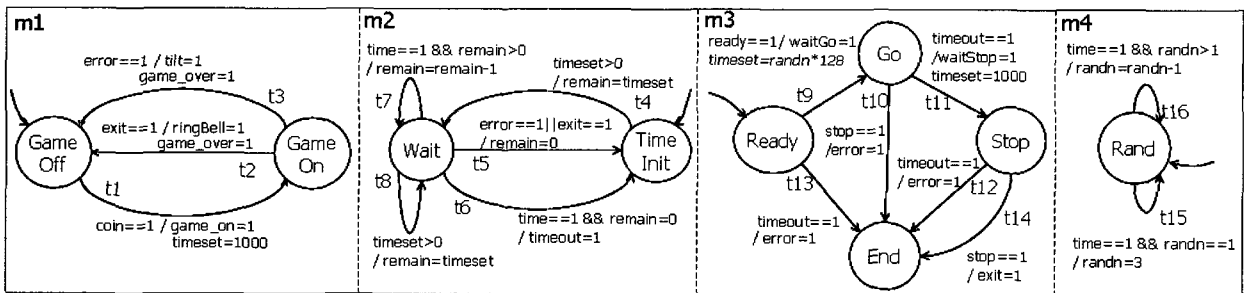 m1
error==1 / tilt=1
game_over=1
t3
Game
Off
exit==1 / ringBell=1
game_over=1
t2
Game
On
t1
coin==1 / game_on=1
timeset=1000
m2
time==1 && remain>0
/ remain=remain-1
timeset>0
/ remain=timeset
t7
t4
Wait
error==1||exit==1
/ remain=0
t5
Time
Init
t8
t6
time==1 && remain=0
/ timeout=1
timeset>0
/ remain=timeset
m3
ready==1/ waitGo=1
timeset=randn*128
Go
timeout==1
/waitStop=1
timeset=1000
t9
t10
t11
Ready
stop==1
/error=1
Stop
timeout==1
/ error=1
t12
t13
t14
timeout==1
/ error=1
End
stop==1
/ exit=1
m4
time==1 && randn>1
/ randn=randn-1
t16
Rand
t15
time==1 && randn==1
/ randn=3